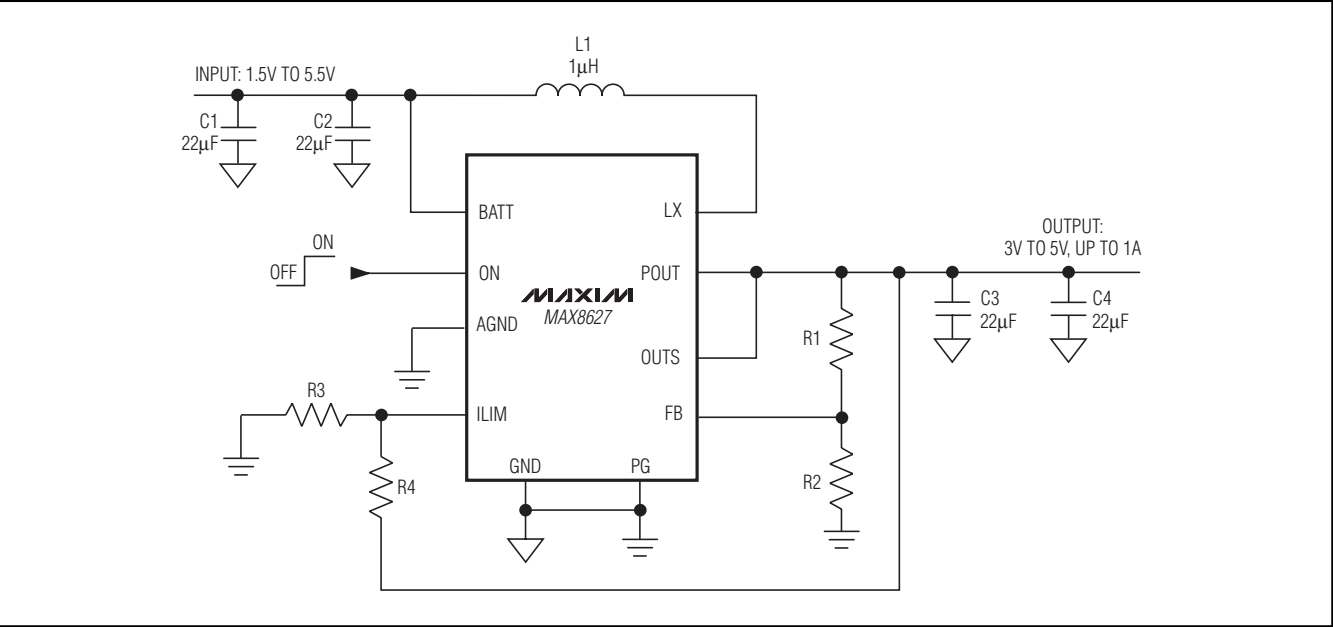 L1
1μH
INPUT: 1.5V TO 5.5V
C1
22μF
C2
22μF
BATT
LX
ON
OFF
ON
POUT
OUTPUT:
3V TO 5V, UP TO 1A
MAXIM
MAX8627
AGND
OUTS
C3
22μF
C4
22μF
R1
R3
ILIM
FB
R4
GND
PG
R2